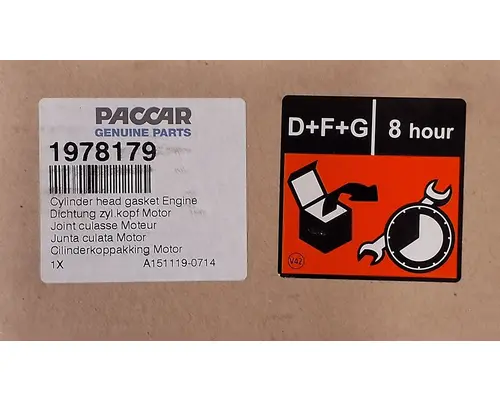 PACCAR
GENUINE PARTS
1978179
Cylinder head gasket Engine
Dichtung zyl.kopf Motor
Joint culasse Moteur
Junta culata Motor
Cilinderkoppakking Motor
1X A151119-0714
D+F+G 8 hour
V42